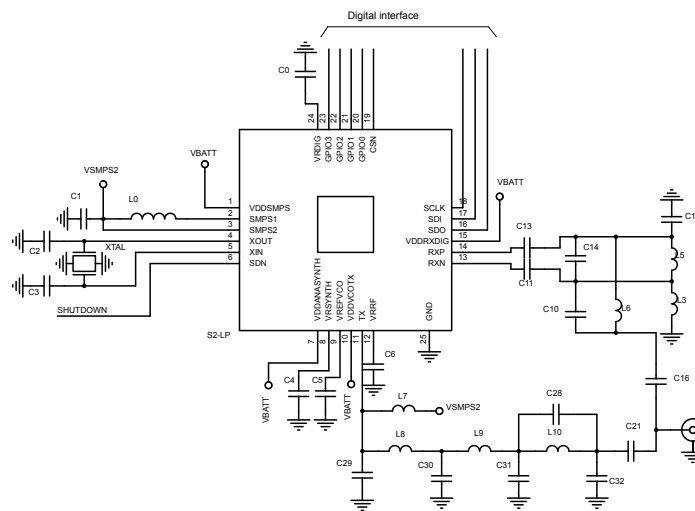 Digital interface
C0
24
23
22
21
20
19
VRDIG
GPIO3
GPIO2
GPIO1
GPIO0
CSN
VBATT
VSMPS2
C1
L0
1
2
3
4
5
6
VDDSMPS
SMPS1
SMPS2
XOUT
XIN
SDN
C2
XTAL
C3
SHUTDOWN
SCLK
SDI
SDO
VDDRXDIG
RXP
RXN
18
17
16
15
14
13
VBATT
C13
C11
C14
C10
C1
L5
L6
L3
S2-LP
VDDANASYNTH
VRSYNTH
VREFVCO
VDDVCOTX
TX
VRRF
GND
7
8
9
10
11
12
25
VBATT
C4
C5
VBATT
C6
C16
L7
VSMPS2
C28
C21
L8
L9
L10
C29
C30
C31
C32